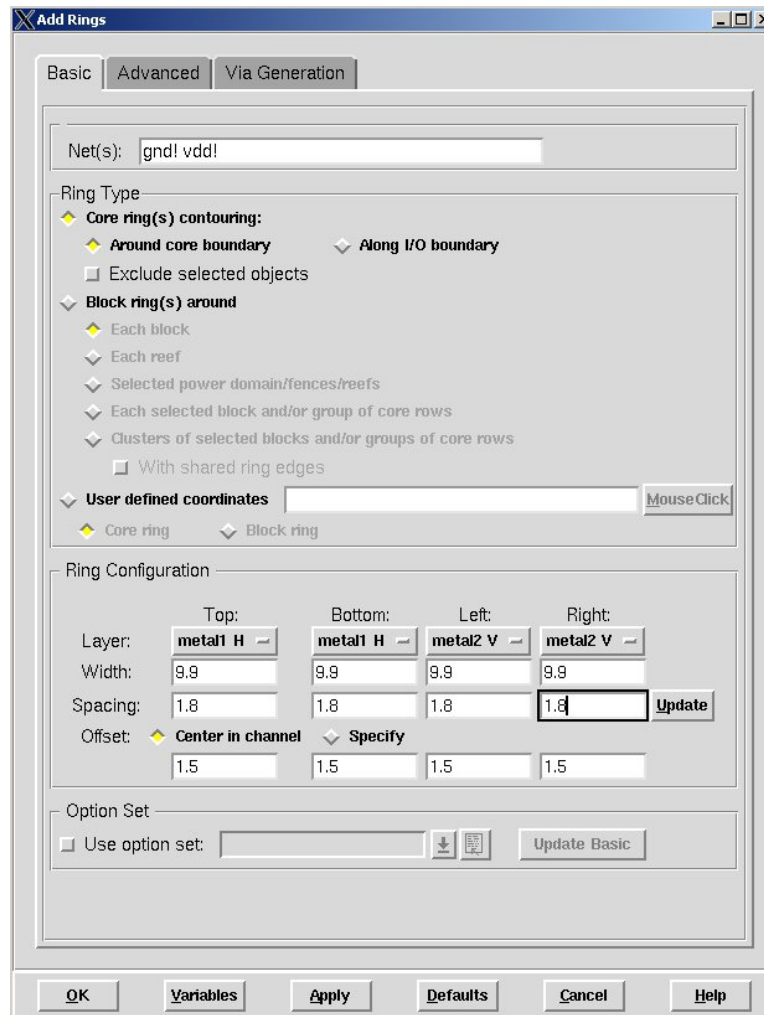 Add Rings
Basic Advanced Via Generation
Net(s): gnd! vdd!
Ring Type
Core ring(s) contouring:
Around core boundary Along I/O boundary
Exclude selected objects
Block ring(s) around
Each block
Each reef
Selected power domain/fences/reefs
Each selected block and/or group of core rows
Clusters of selected blocks and/or groups of core rows
With shared ring edges
User defined coordinates MouseClick
Core ring Block ring
Ring Configuration
Top: Bottom: Left: Right:
Layer: metal1 H metal1 H metal2 V metal2 V
Width: 9.9 9.9 9.9 9.9
Spacing: 1.8 1.8 1.8 1.8 Update
Offset: Center in channel Specify
1.5 1.5 1.5 1.5
Option Set
Use option set: Update Basic
OK Variables Apply Defaults Cancel Help